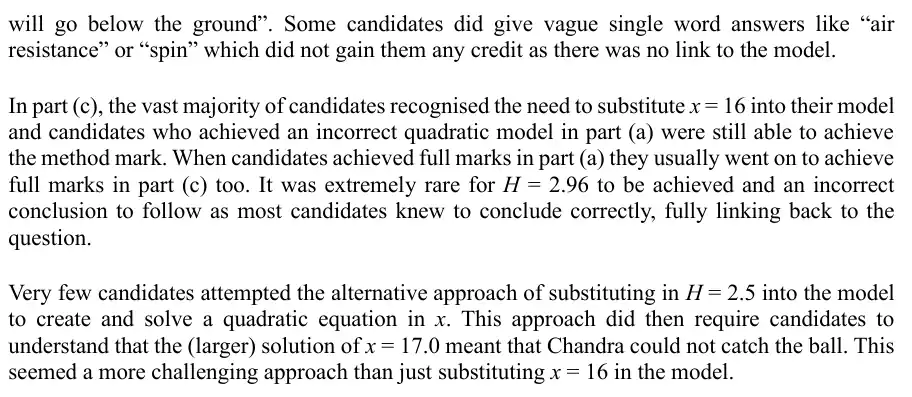 will go below the ground”. Some candidates did give vague single word answers like “air
resistance” or “spin” which did not gain them any credit as there was no link to the model.
In part (c), the vast majority of candidates recognised the need to substitute x = 16 into their model
and candidates who achieved an incorrect quadratic model in part (a) were still able to achieve
the method mark. When candidates achieved full marks in part (a) they usually went on to achieve
full marks in part (c) too. It was extremely rare for H = 2.96 to be achieved and an incorrect
conclusion to follow as most candidates knew to conclude correctly, fully linking back to the
question.
Very few candidates attempted the alternative approach of substituting in H = 2.5 into the model
to create and solve a quadratic equation in x. This approach did then require candidates to
understand that the (larger) solution of x = 17.0 meant that Chandra could not catch the ball. This
seemed a more challenging approach than just substituting x = 16 in the model.